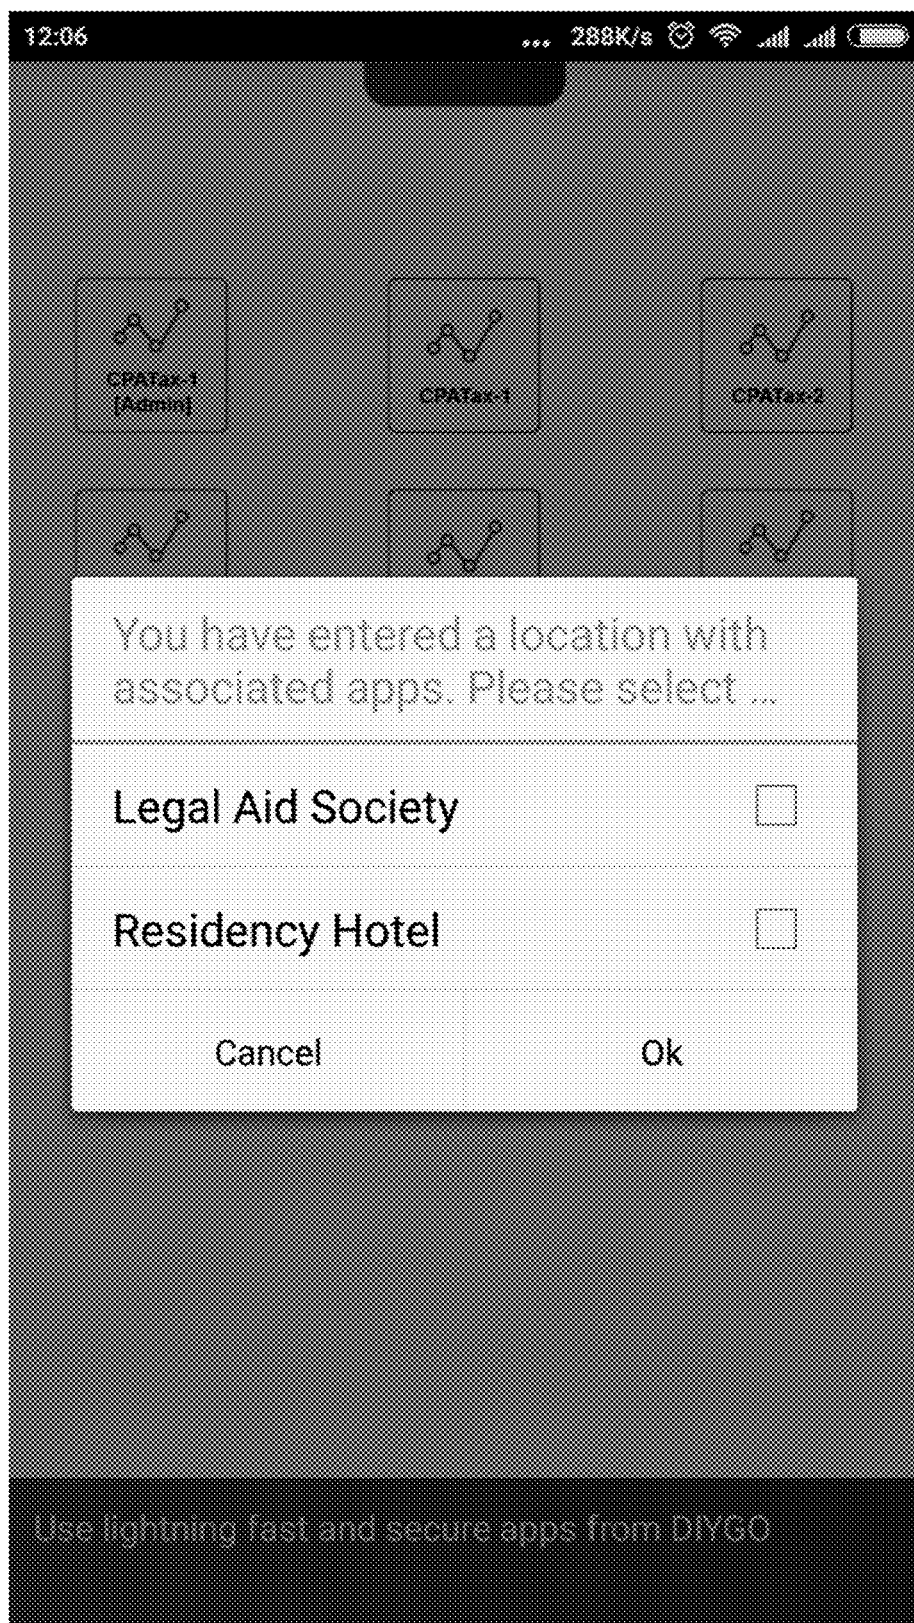 12:06 ... 288K/s
CPATax-1
[Admin]
CPATax-1
CPATax-2
You have entered a location with
associated apps. Please select ...
Legal Aid Society
Residency Hotel
Cancel Ok
Use lightning fast and secure apps from DIYGO